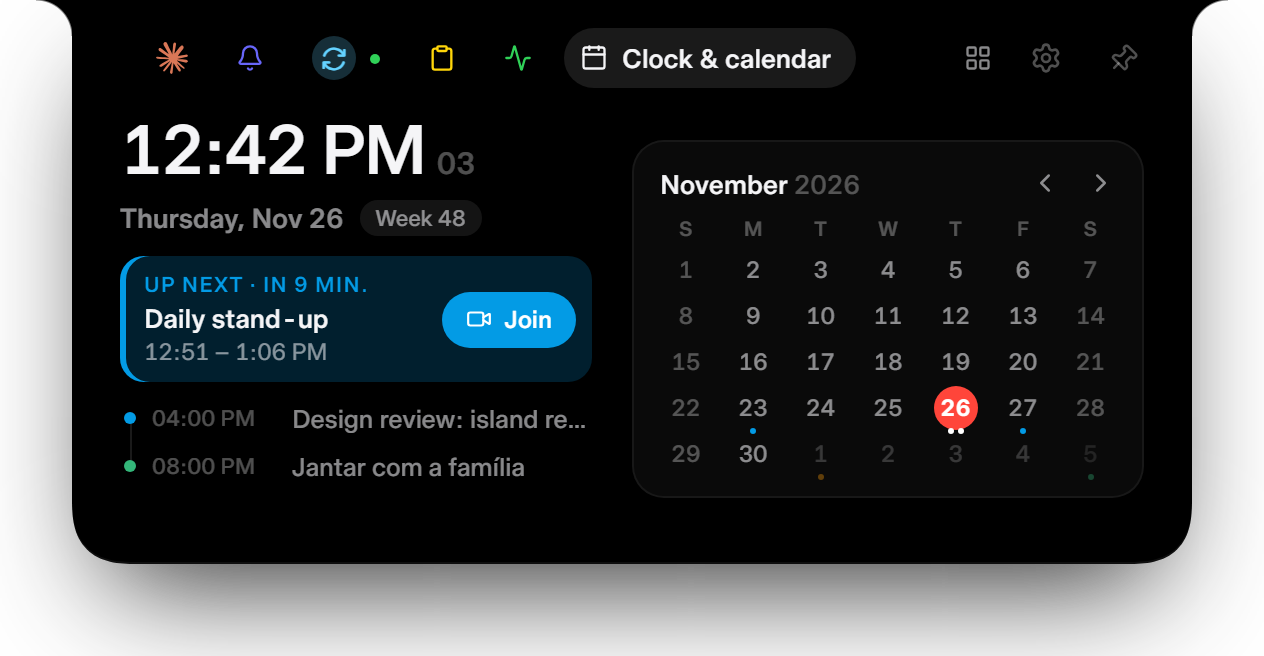 Clock & calendar
12:42 PM 03
Thursday, Nov 26 Week 48
UP NEXT · IN 9 MIN.
Daily stand-up
12:51 – 1:06 PM
Join
04:00 PM Design review: island re...
08:00 PM Jantar com a família
November 2026
S M T W T F S
1 2 3 4 5 6 7
8 9 10 11 12 13 14
15 16 17 18 19 20 21
22 23 24 25 26 27 28
29 30 1 2 3 4 5